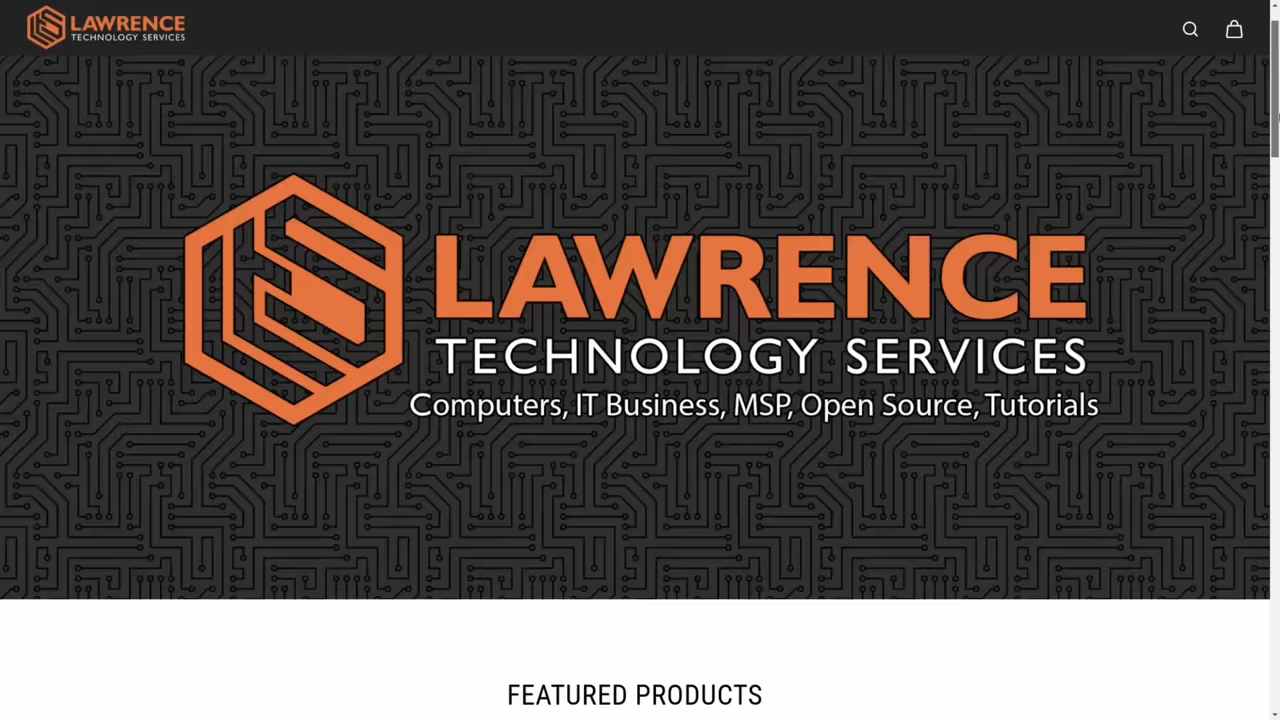 LAWRENCE
TECHNOLOGY SERVICES
LAWRENCE
TECHNOLOGY SERVICES
Computers, IT Business, MSP, Open Source, Tutorials
FEATURED PRODUCTS